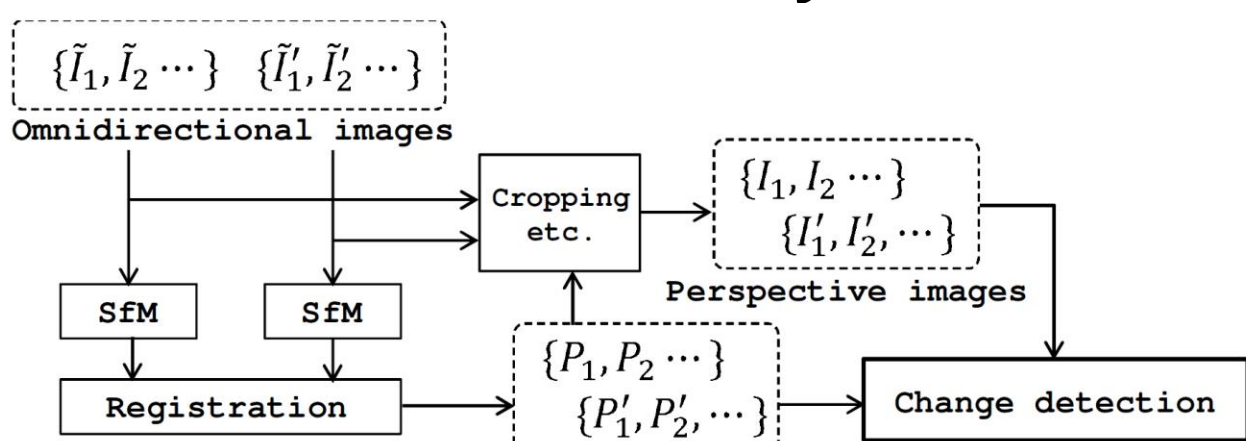 {Ĩ₁, Ĩ₂ ⋯} {Ĩ′₁, Ĩ′₂ ⋯}
Omnidirectional images
Cropping
etc.
{I₁, I₂ ⋯}
{I′₁, I′₂, ⋯}
Perspective images
SfM SfM
{P₁, P₂ ⋯}
{P′₁, P′₂, ⋯}
Registration
Change detection